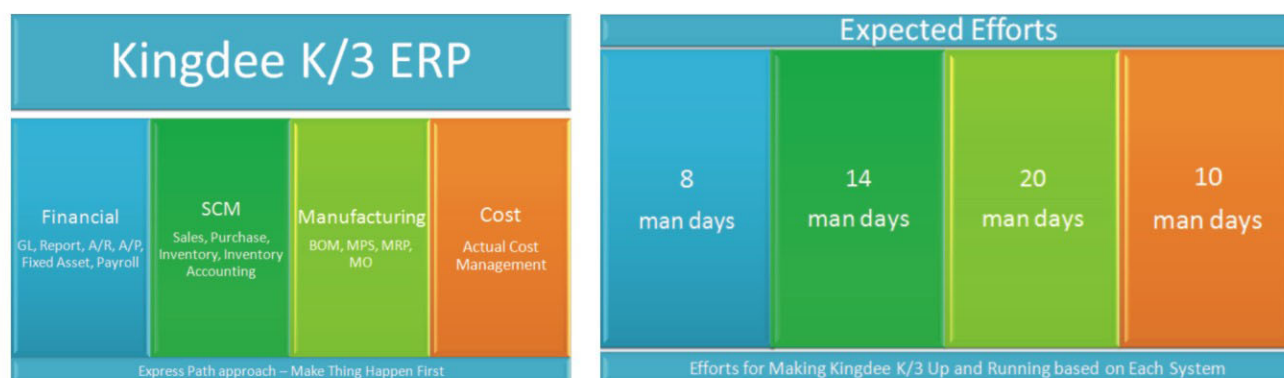 Kingdee K/3 ERP
Financial
GL, Report, A/R, A/P,
Fixed Asset, Payroll
SCM
Sales, Purchase,
Inventory, Inventory
Accounting
Manufacturing
BOM, MPS, MRP,
MO
Cost
Actual Cost
Management
Express Path approach – Make Thing Happen First
Expected Efforts
8
man days
14
man days
20
man days
10
man days
Efforts for Making Kingdee K/3 Up and Running based on Each System